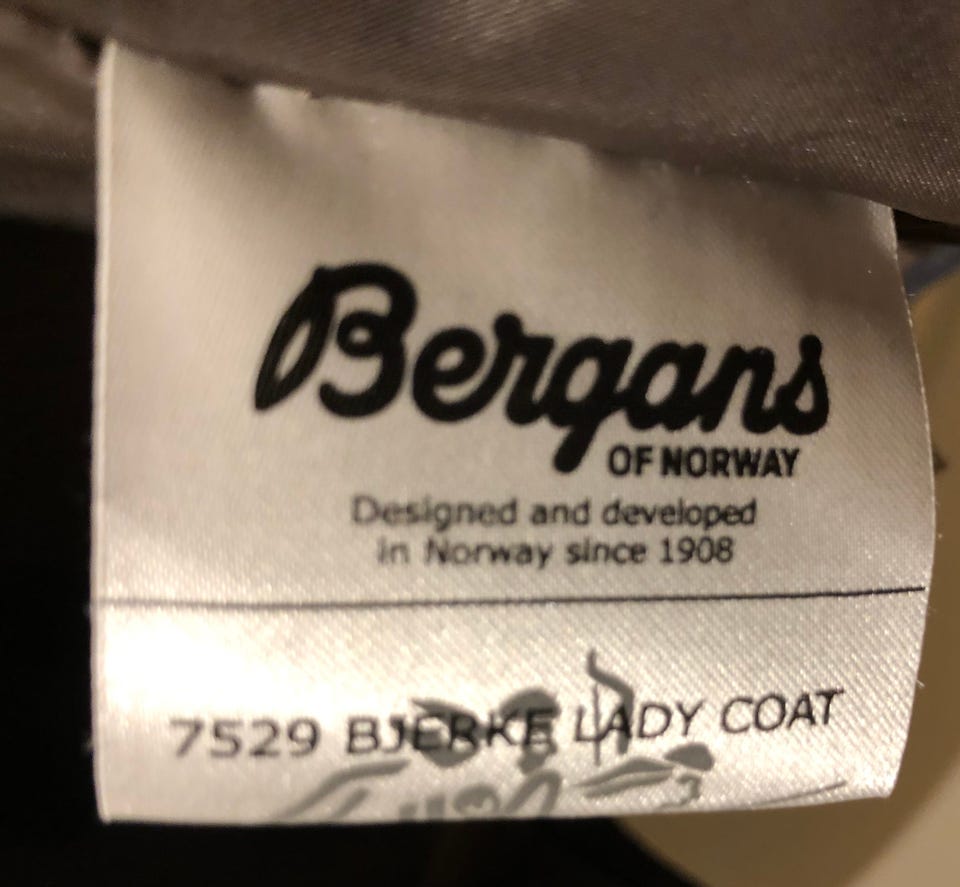 Bergans
OF NORWAY
Designed and developed
in Norway since 1908
7529 BJERKE LADY COAT